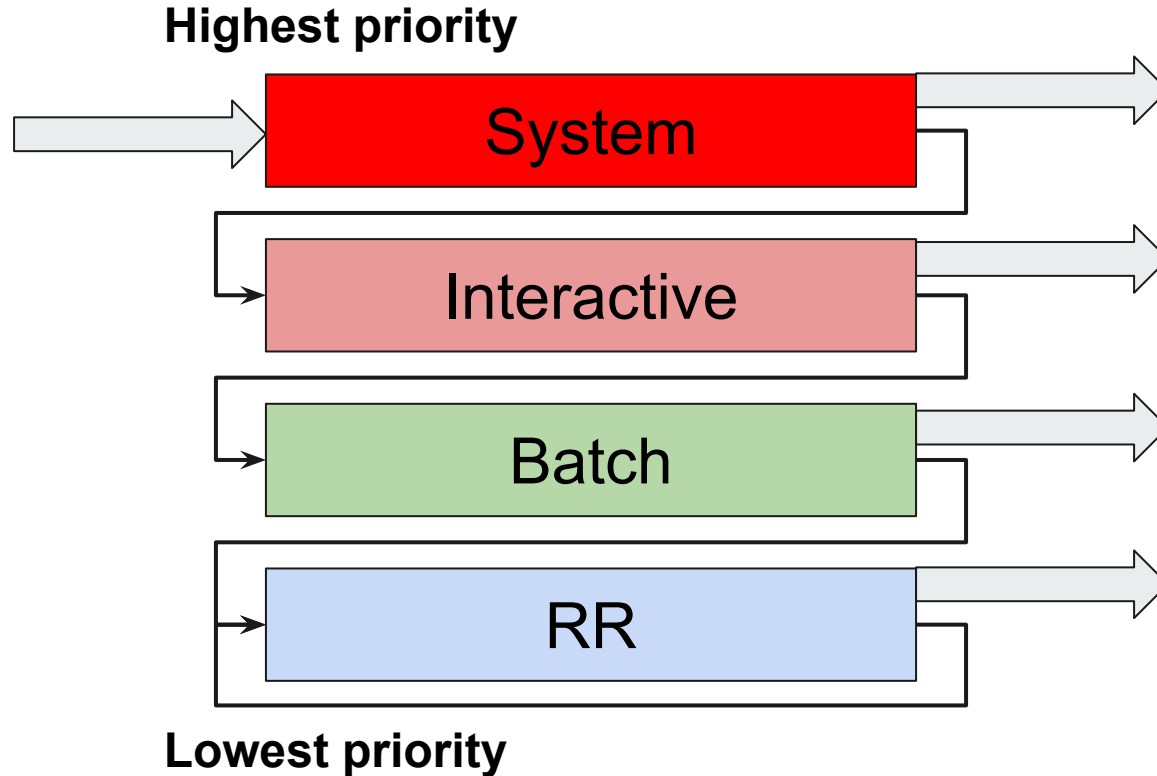 Highest priority
System
Interactive
Batch
RR
Lowest priority